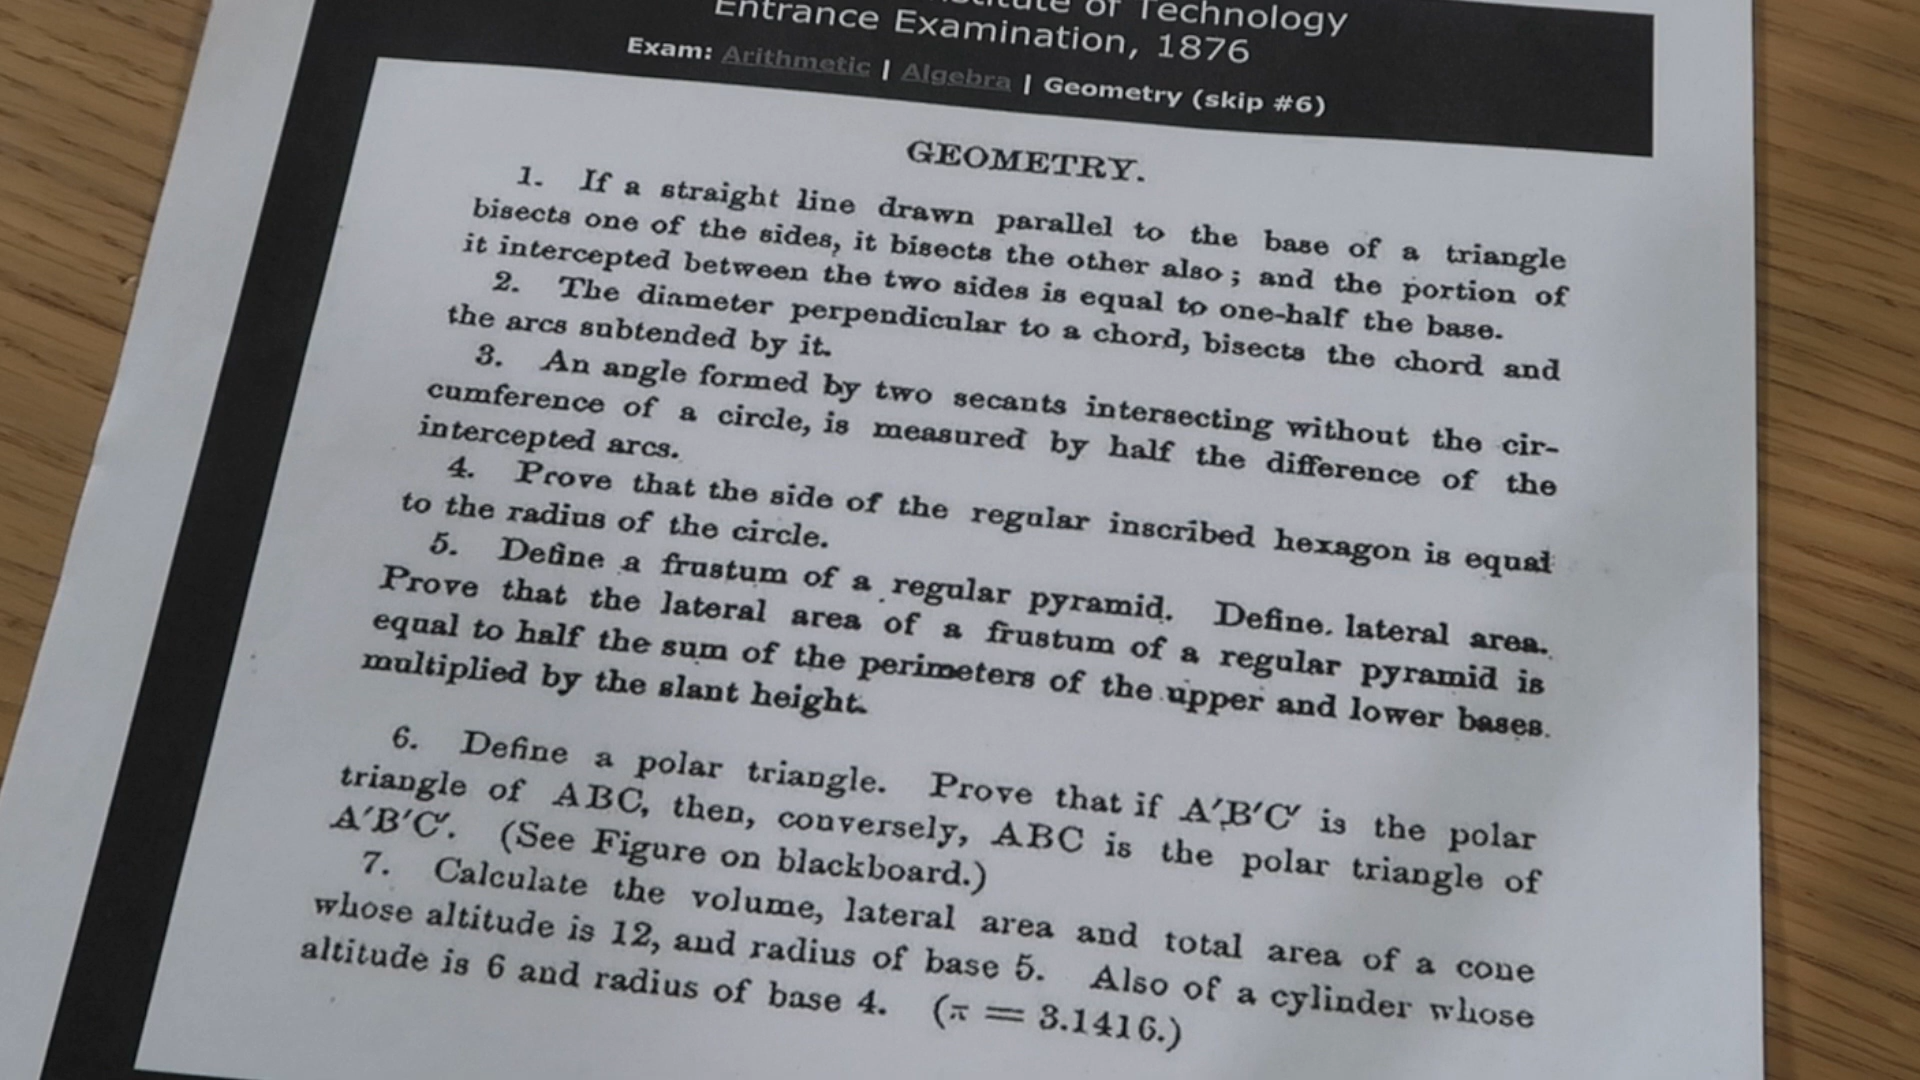 of Technology
Entrance Examination, 1876
Exam: Arithmetic | Algebra | Geometry (skip #6)
GEOMETRY.
1. If a straight line drawn parallel to the base of a triangle
bisects one of the sides, it bisects the other also; and the portion of
it intercepted between the two sides is equal to one-half the base.
2. The diameter perpendicular to a chord, bisects the chord and
the arcs subtended by it.
3. An angle formed by two secants intersecting without the cir-
cumference of a circle, is measured by half the difference of the
intercepted arcs.
4. Prove that the side of the regular inscribed hexagon is equal
to the radius of the circle.
5. Define a frustum of a regular pyramid. Define. lateral area.
Prove that the lateral area of a frustum of a regular pyramid is
equal to half the sum of the perimeters of the upper and lower bases.
multiplied by the slant height.
6. Define a polar triangle. Prove that if A'B'C' is the polar
triangle of ABC, then, conversely, ABC is the polar triangle of
A'B'C'. (See Figure on blackboard.)
7. Calculate the volume, lateral area and total area of a cone
whose altitude is 12, and radius of base 5. Also of a cylinder whose
altitude is 6 and radius of base 4. (π = 3.1416.)